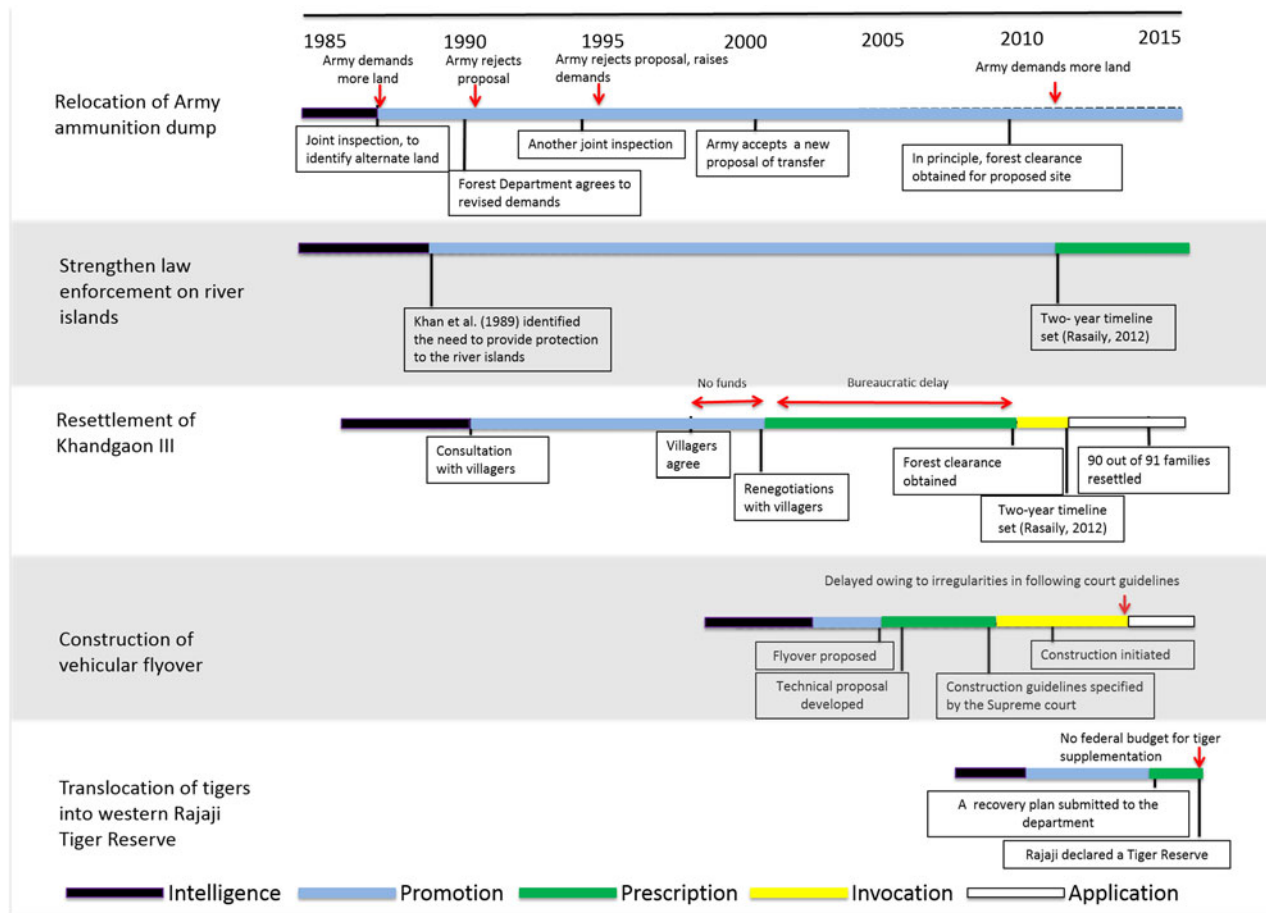 1985 1990 1995 2000 2005 2010 2015
Army demands
more land
Army rejects
proposal
Army rejects proposal, raises
demands
Army demands more land
Relocation of Army
ammunition dump
Joint inspection, to
identify alternate land
Forest Department agrees to
revised demands
Another joint inspection
Army accepts a new
proposal of transfer
In principle, forest clearance
obtained for proposed site
Strengthen law
enforcement on river
islands
Khan et al. (1989) identified
the need to provide protection
to the river islands
Two- year timeline
set (Rasaily, 2012)
No funds
Bureaucratic delay
Resettlement of
Khandgaon III
Consultation
with villagers
Villagers
agree
Renegotiations
with villagers
Forest clearance
obtained
Two-year timeline
set (Rasaily, 2012)
90 out of 91 families
resettled
Delayed owing to irregularities in following court guidelines
Construction of
vehicular flyover
Flyover proposed
Technical proposal
developed
Construction guidelines specified
by the Supreme court
Construction initiated
No federal budget for tiger
supplementation
Translocation of tigers
into western Rajaji
Tiger Reserve
A recovery plan submitted to the
department
Rajaji declared a Tiger Reserve
Intelligence Promotion Prescription Invocation Application